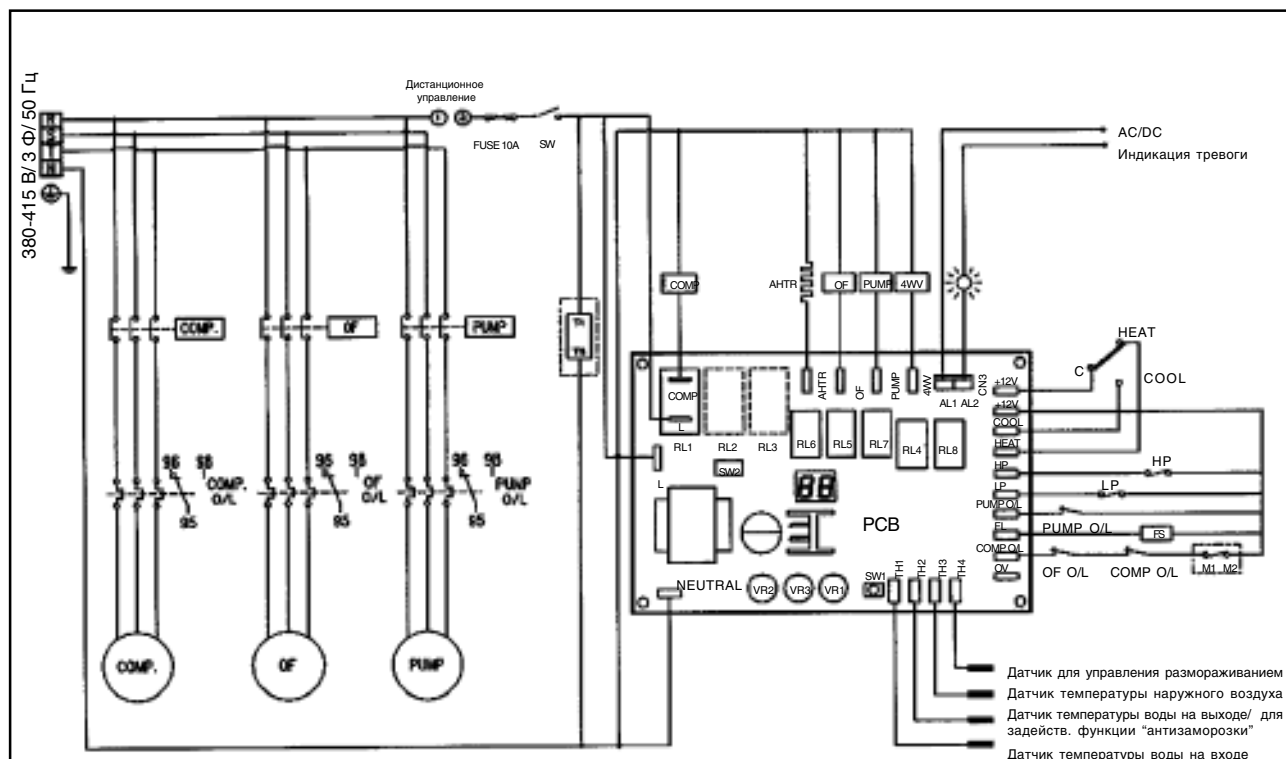 380-415 В/ 3 Ф/ 50 Гц
R
S
T
N
Дистанционное
управление
FUSE 10A
SW
AC/DC
Индикация тревоги
COMP
AHTR
OF
PUMP
4WV
COMP.
OF
PUMP
T1
T2
HEAT
C
COOL
COMP
L
RL1
RL2
RL3
RL6
RL5
RL7
RL4
RL8
AHTR
OF
PUMP
4WV
AL1 AL2
CN3
+12V
+12V
COOL
HEAT
HP
LP
PUMP O/L
FL
COMP O/L
OV
L
SW2
PCB
NEUTRAL
VR2
VR3
VR1
SW1
TH1
TH2
TH3
TH4
HP
LP
PUMP O/L
FS
OF O/L
COMP O/L
M1 M2
96 98
COMP.
O/L
95
96 98
OF
O/L
95
96 98
PUMP
O/L
95
COMP.
OF
PUMP
Датчик для управления размораживанием
Датчик температуры наружного воздуха
Датчик температуры воды на выходе/ для
задейств. функции "антизаморозки"
Датчик температуры воды на входе